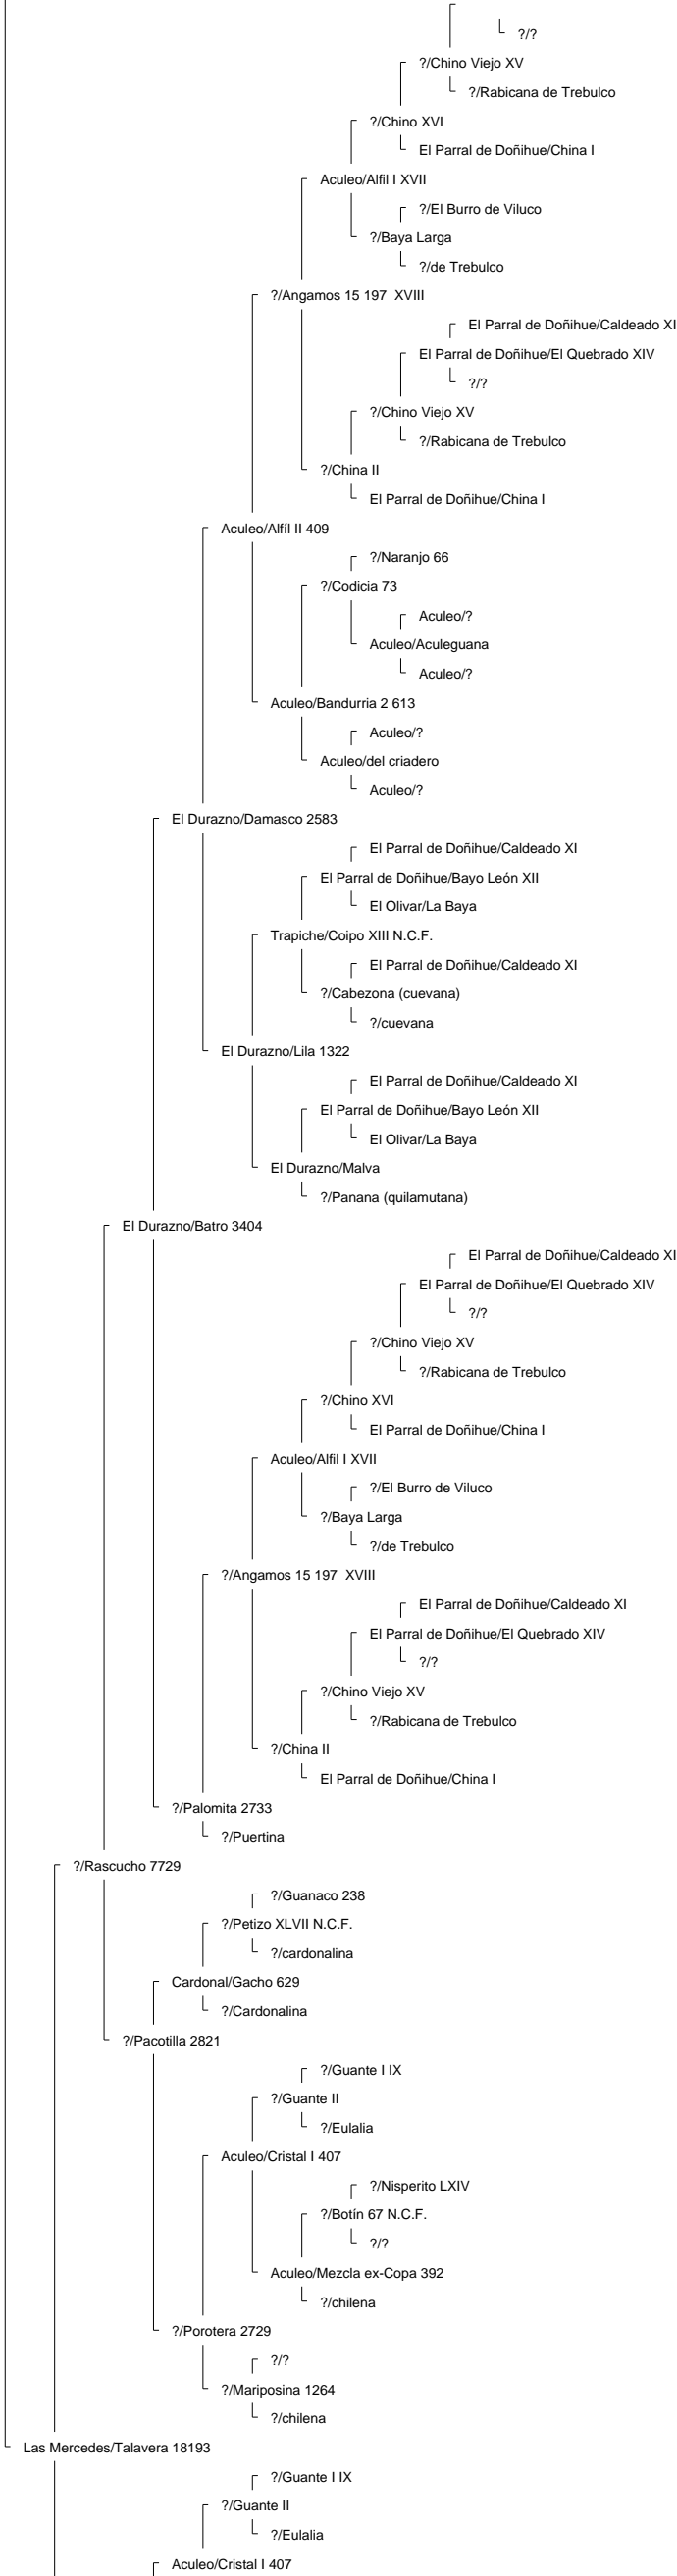 ?/?
?/Chino Viejo XV
?/Rabicana de Trebulco
?/Chino XVI
El Parral de Doñihue/China I
Aculeo/Alfil I XVII
?/El Burro de Viluco
?/Baya Larga
?/de Trebulco
?/Angamos 15 197 XVIII
El Parral de Doñihue/Caldeado XI
El Parral de Doñihue/El Quebrado XIV
?/?
?/Chino Viejo XV
?/Rabicana de Trebulco
?/China II
El Parral de Doñihue/China I
Aculeo/Alfíl II 409
?/Naranjo 66
?/Codicia 73
Aculeo/?
Aculeo/Aculeguana
Aculeo/?
Aculeo/Bandurria 2 613
Aculeo/?
Aculeo/del criadero
Aculeo/?
El Durazno/Damasco 2583
El Parral de Doñihue/Caldeado XI
El Parral de Doñihue/Bayo León XII
El Olivar/La Baya
Trapiche/Coipo XIII N.C.F.
El Parral de Doñihue/Caldeado XI
?/Cabezona (cuevana)
?/cuevana
El Durazno/Lila 1322
El Parral de Doñihue/Caldeado XI
El Parral de Doñihue/Bayo León XII
El Olivar/La Baya
El Durazno/Malva
?/Panana (quilamutana)
El Durazno/Batro 3404
El Parral de Doñihue/Caldeado XI
El Parral de Doñihue/El Quebrado XIV
?/?
?/Chino Viejo XV
?/Rabicana de Trebulco
?/Chino XVI
El Parral de Doñihue/China I
Aculeo/Alfil I XVII
?/El Burro de Viluco
?/Baya Larga
?/de Trebulco
?/Angamos 15 197 XVIII
El Parral de Doñihue/Caldeado XI
El Parral de Doñihue/El Quebrado XIV
?/?
?/Chino Viejo XV
?/Rabicana de Trebulco
?/China II
El Parral de Doñihue/China I
?/Palomita 2733
?/Puertina
?/Rascucho 7729
?/Guanaco 238
?/Petizo XLVII N.C.F.
?/cardonalina
Cardonal/Gacho 629
?/Cardonalina
?/Pacotilla 2821
?/Guante I IX
?/Guante II
?/Eulalia
Aculeo/Cristal I 407
?/Nisperito LXIV
?/Botín 67 N.C.F.
?/?
Aculeo/Mezcla ex-Copa 392
?/chilena
?/Porotera 2729
?/?
?/Mariposina 1264
?/chilena
Las Mercedes/Talavera 18193
?/Guante I IX
?/Guante II
?/Eulalia
Aculeo/Cristal I 407